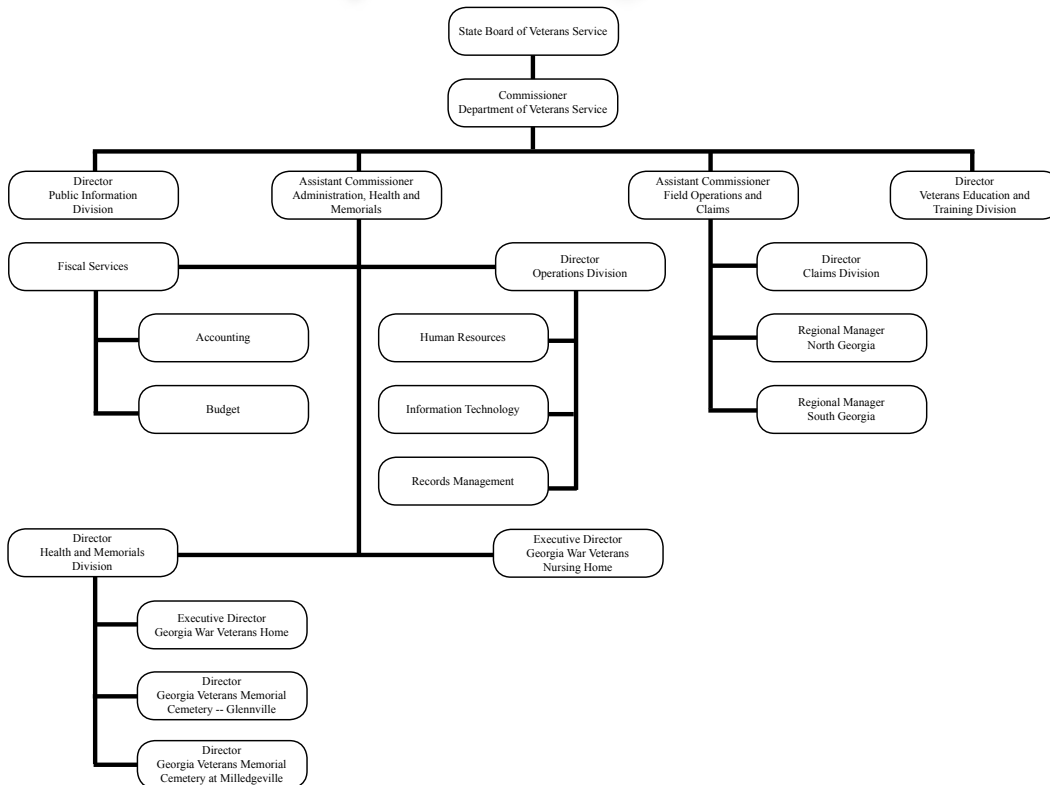 State Board of Veterans Service
Commissioner
Department of Veterans Service
Director
Public Information
Division
Assistant Commissioner
Administration, Health and
Memorials
Assistant Commissioner
Field Operations and
Claims
Director
Veterans Education and
Training Division
Fiscal Services
Director
Operations Division
Director
Claims Division
Accounting
Human Resources
Regional Manager
North Georgia
Budget
Information Technology
Regional Manager
South Georgia
Records Management
Director
Health and Memorials
Division
Executive Director
Georgia War Veterans
Nursing Home
Executive Director
Georgia War Veterans Home
Director
Georgia Veterans Memorial
Cemetery -- Glennville
Director
Georgia Veterans Memorial
Cemetery at Milledgeville